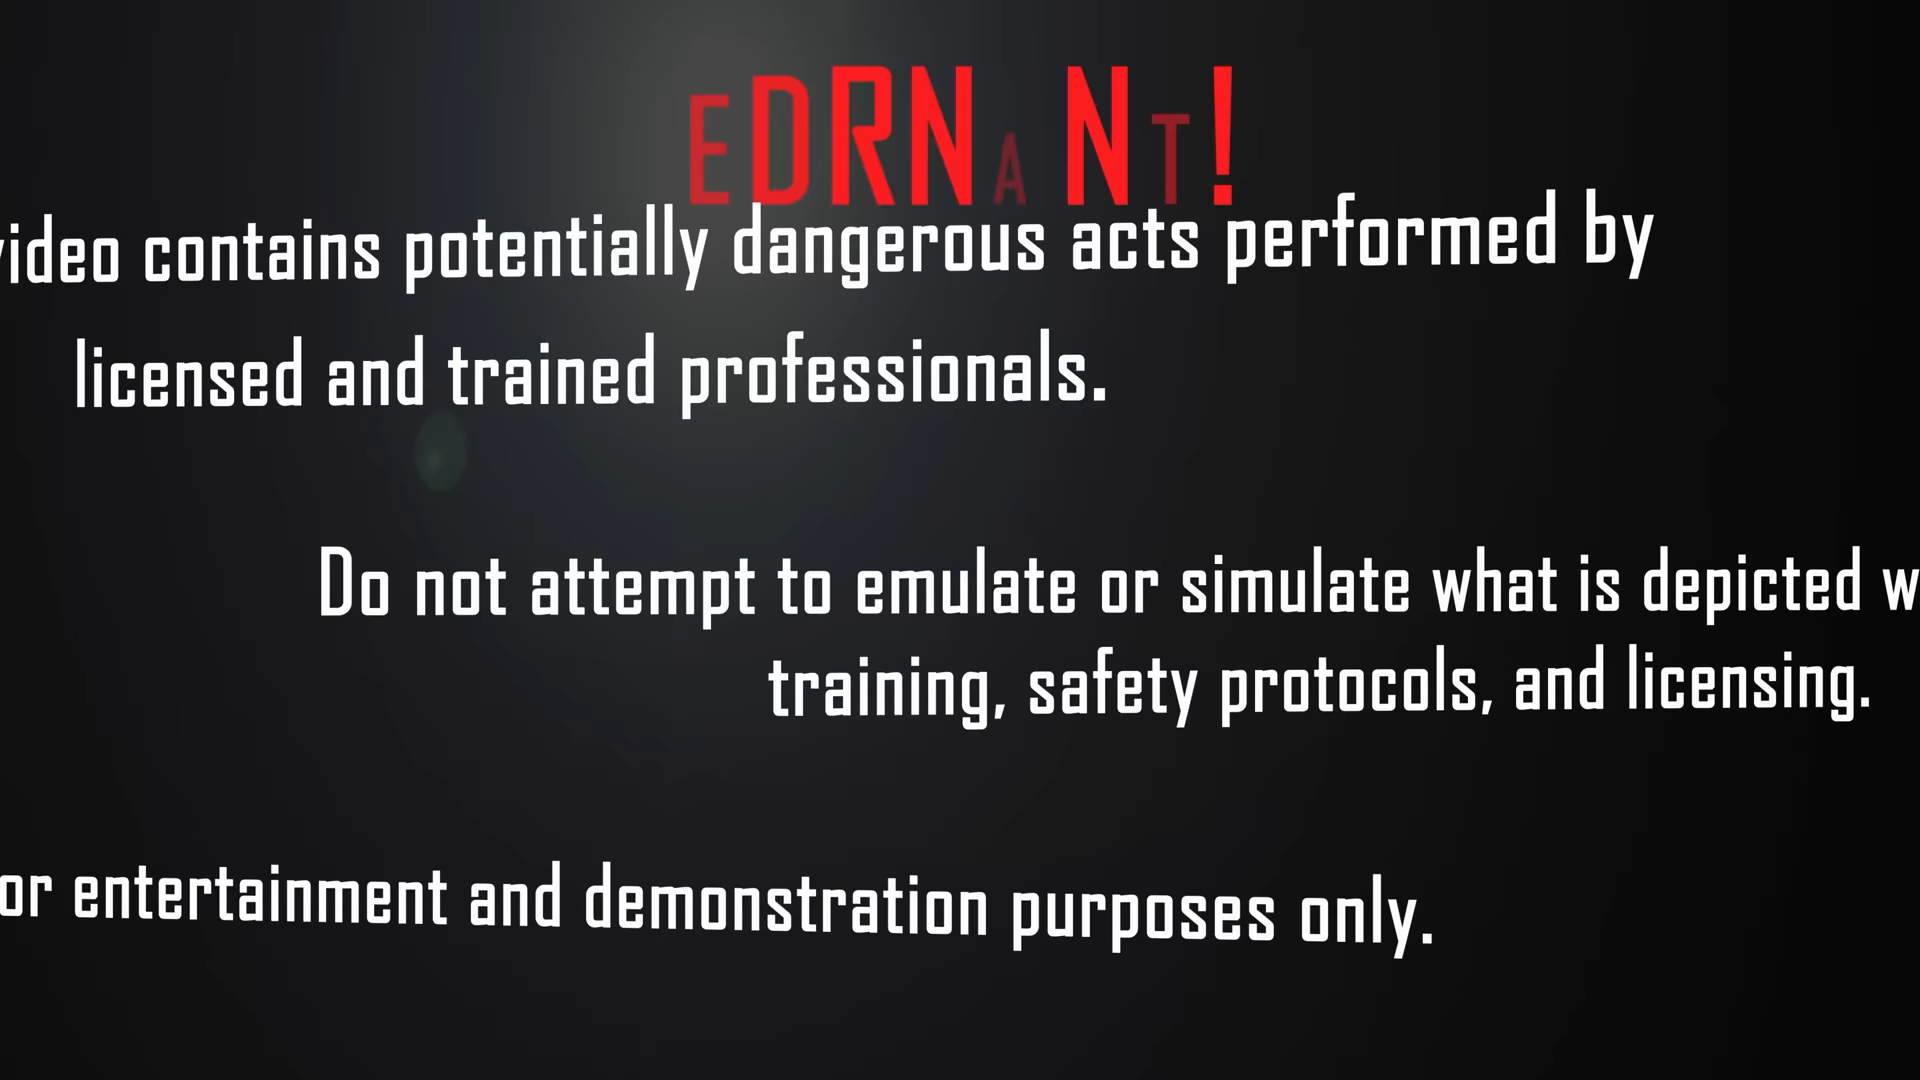 EDRNANT!
video contains potentially dangerous acts performed by
licensed and trained professionals.
Do not attempt to emulate or simulate what is depicted w
training, safety protocols, and licensing.
or entertainment and demonstration purposes only.